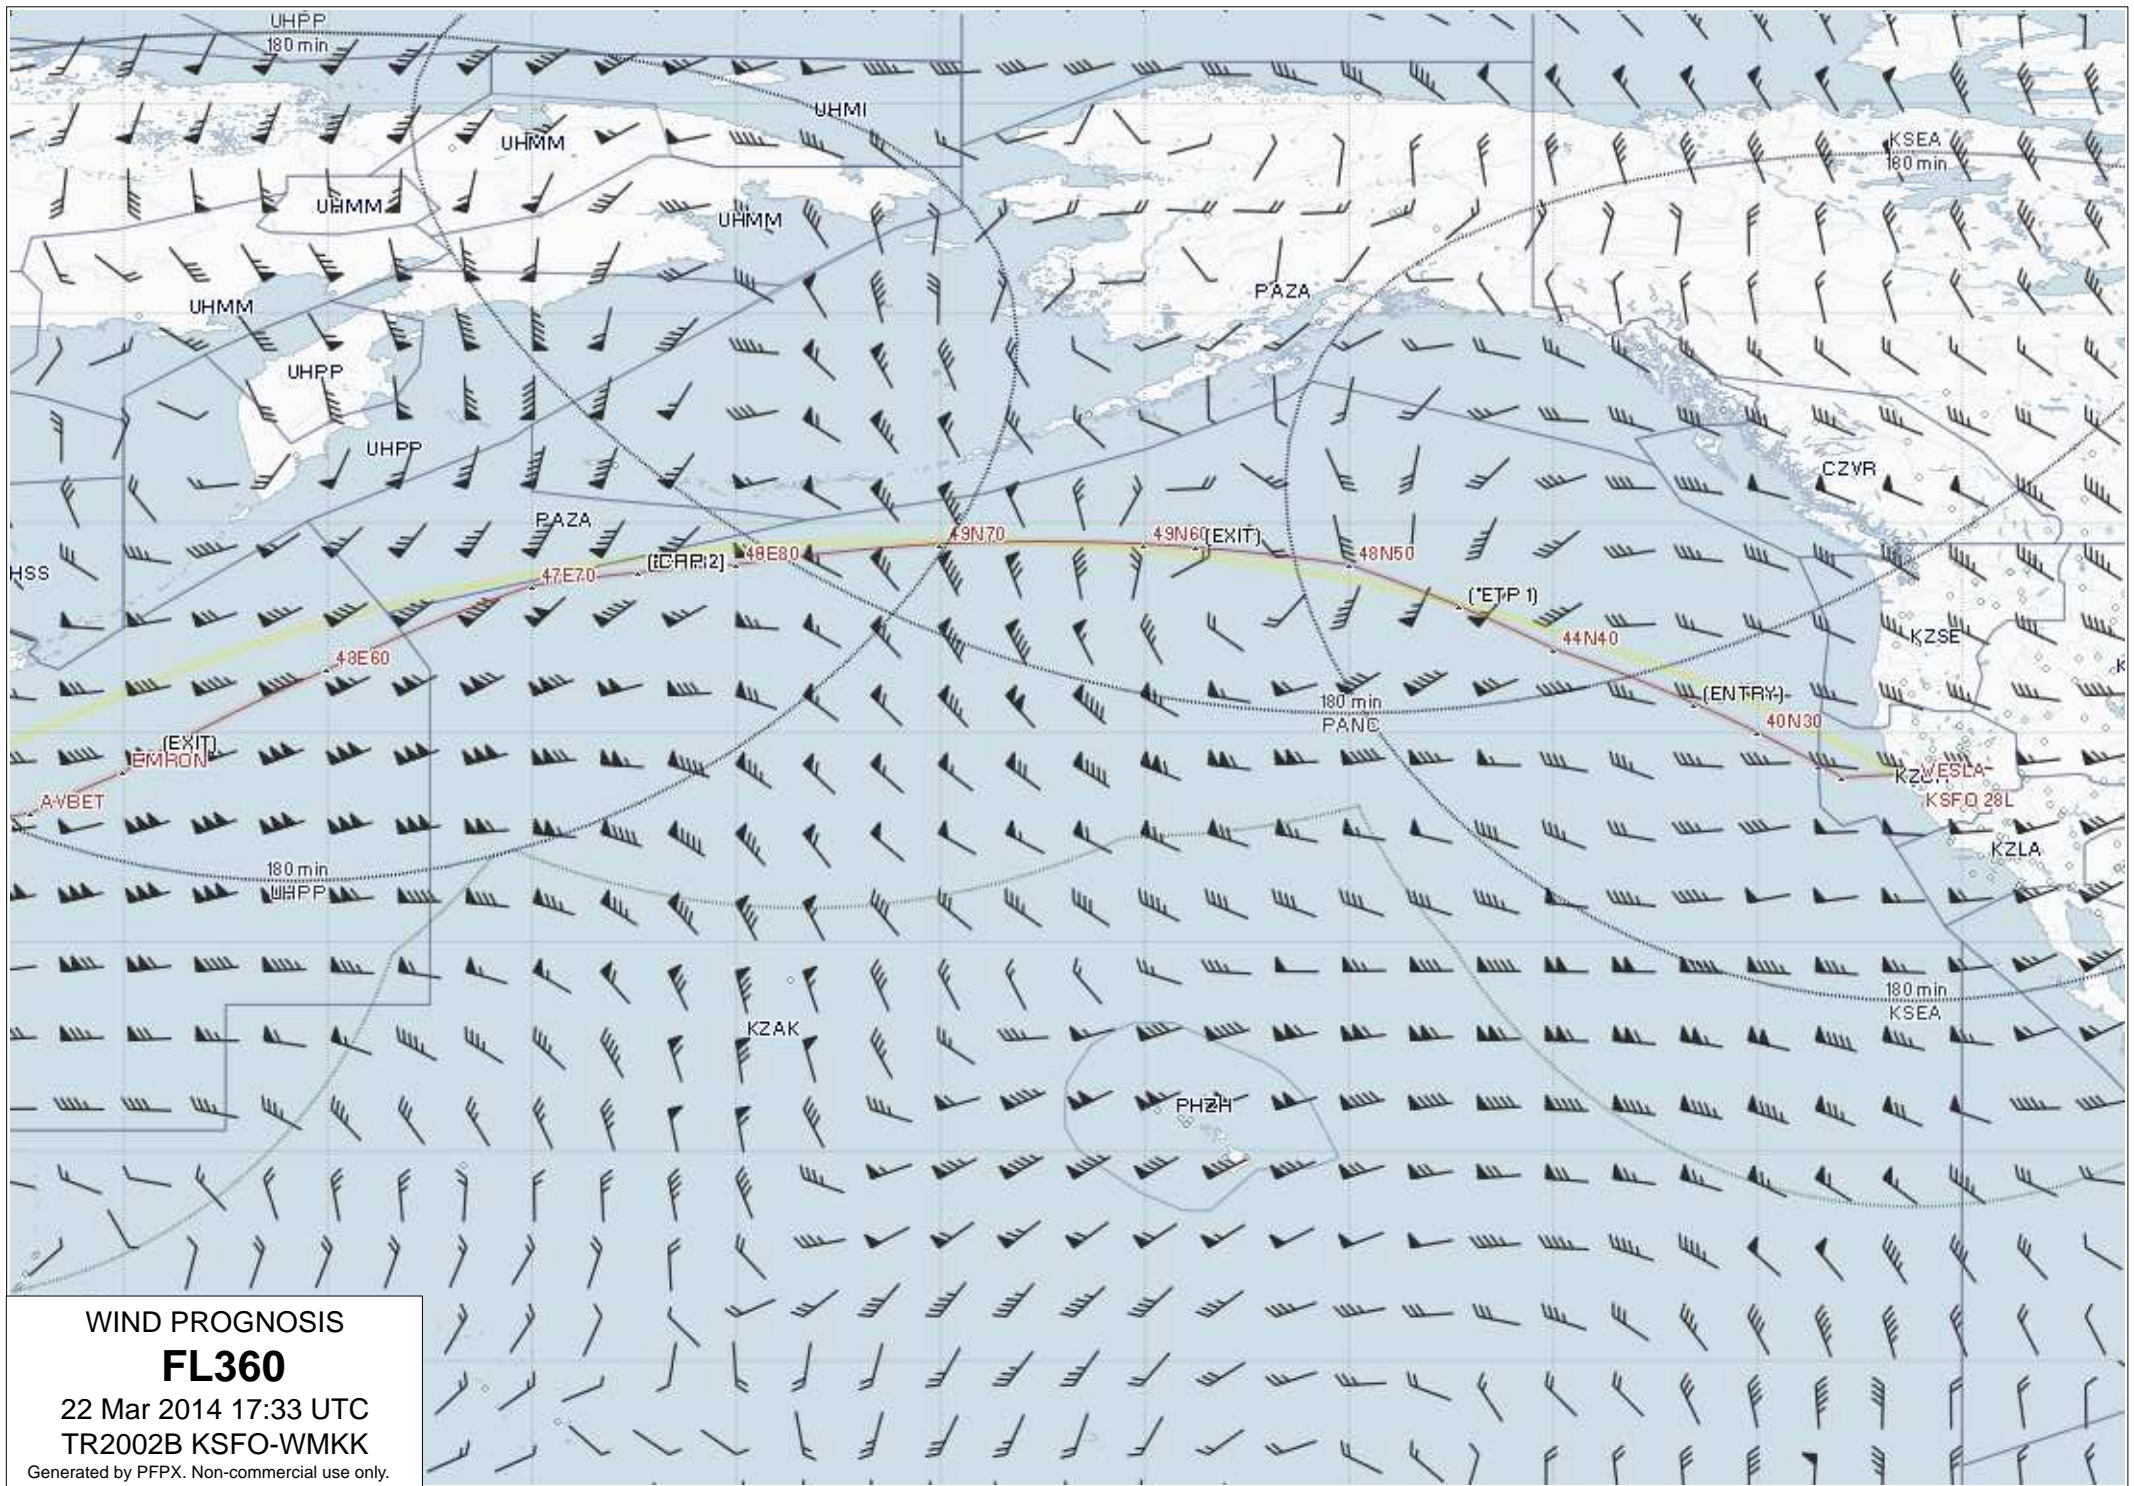 UHPP
180 min
UHMI
UHMM
KSEA
180 min
UHMM
UHMM
UHMM
PAZA
UHPP
UHPP
CZVR
PAZA
49N70
49N60
(EXIT)
48E80
48N50
HSS
47E70
(*ETP 1)
44N40
KZSE
48E60
K
(ENTRY)
180 min
PANC
40N30
(EXIT)
EMRON
VESLA
AVBET
KSFO 28L
KZLA
180 min
UHPP
180 min
KSEA
KZAK
PHZH
WIND PROGNOSIS
FL360
22 Mar 2014 17:33 UTC
TR2002B KSFO-WMKK
Generated by PFPX. Non-commercial use only.